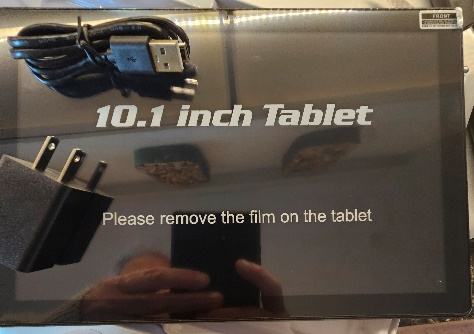 FRONT
10.1 inch Tablet
Please remove the film on the tablet